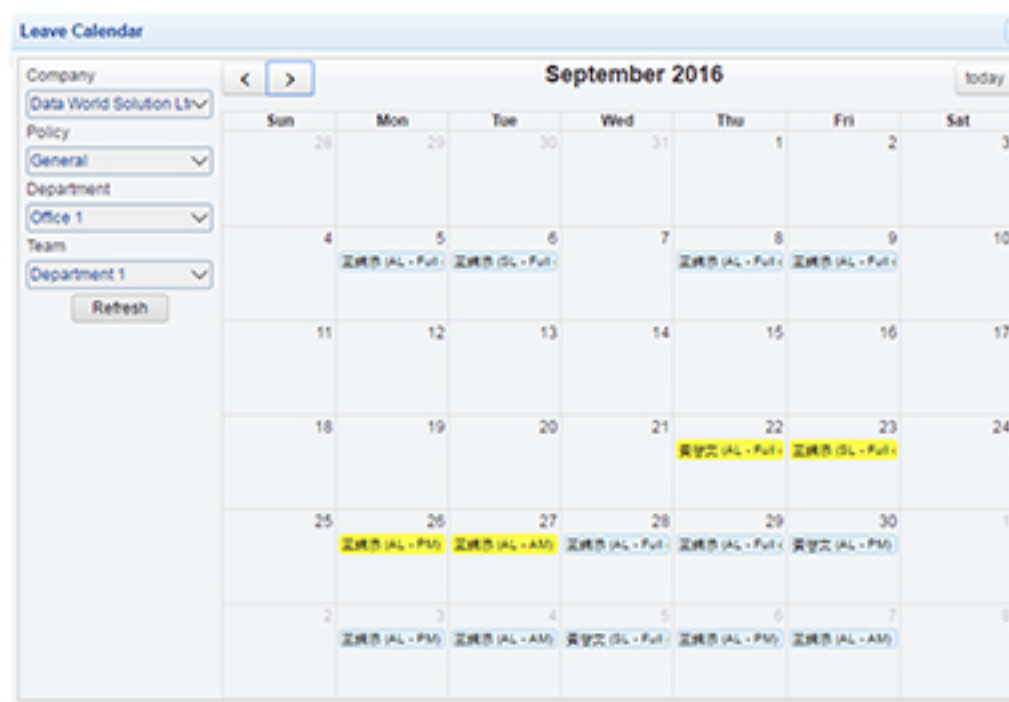 Leave Calendar
Company
Data World Solution Lt
Policy
General
Department
Office 1
Team
Department 1
Refresh
September 2016
today
Sun Mon Tue Wed Thu Fri Sat
28 29 30 31 1 2 3
4 5 6 7 8 9 10
(AL - Full (SL - Full (AL - Full (AL - Full
11 12 13 14 15 16 17
18 19 20 21 22 23 24
(AL - Full (SL - Full
25 26 27 28 29 30 1
(AL - PM) (AL - AM) (AL - Full (AL - Full (AL - PM)
2 3 4 5 6 7 8
(AL - PM) (AL - AM) (SL - Full (AL - PM) (AL - AM)